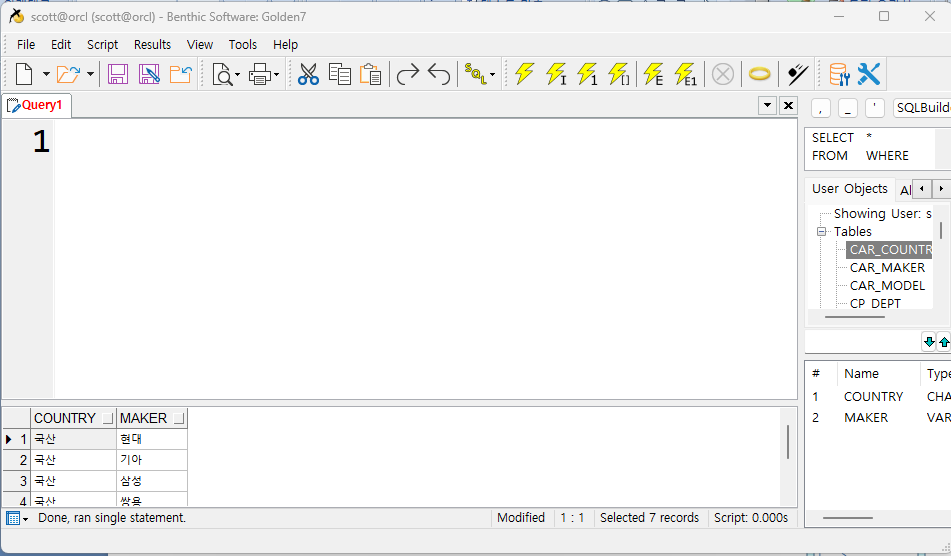 scott@orcl (scott@orcl) - Benthic Software: Golden7
File Edit Script Results View Tools Help
Query1
1
COUNTRY MAKER
1 국산 현대
2 국산 기아
3 국산 삼성
4 국산 쌍용
Done, ran single statement. Modified 1 : 1 Selected 7 records Script: 0.000s
, _ ' SQLBuild
SELECT *
FROM WHERE
User Objects Al
Showing User: s
Tables
CAR_COUNTR
CAR_MAKER
CAR_MODEL
CP_DEPT
# Name Type
1 COUNTRY CHA
2 MAKER VAR